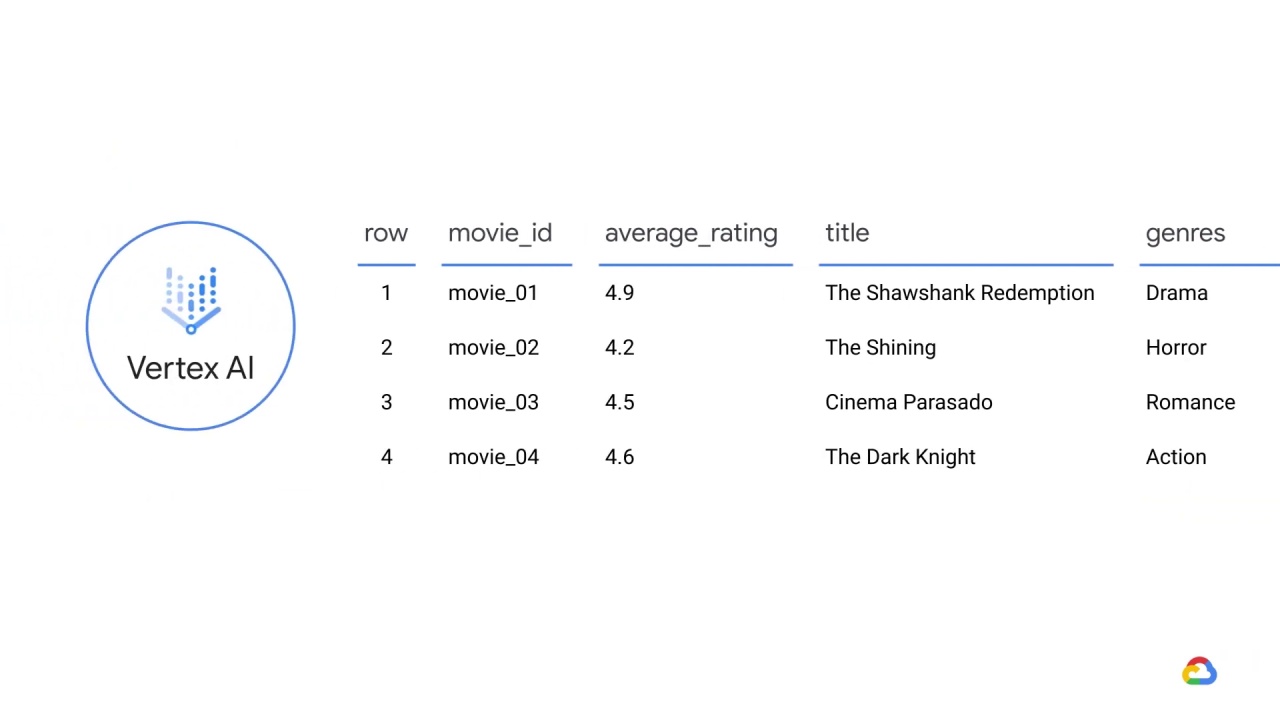 Vertex AI
row movie_id average_rating title genres
1 movie_01 4.9 The Shawshank Redemption Drama
2 movie_02 4.2 The Shining Horror
3 movie_03 4.5 Cinema Parasado Romance
4 movie_04 4.6 The Dark Knight Action